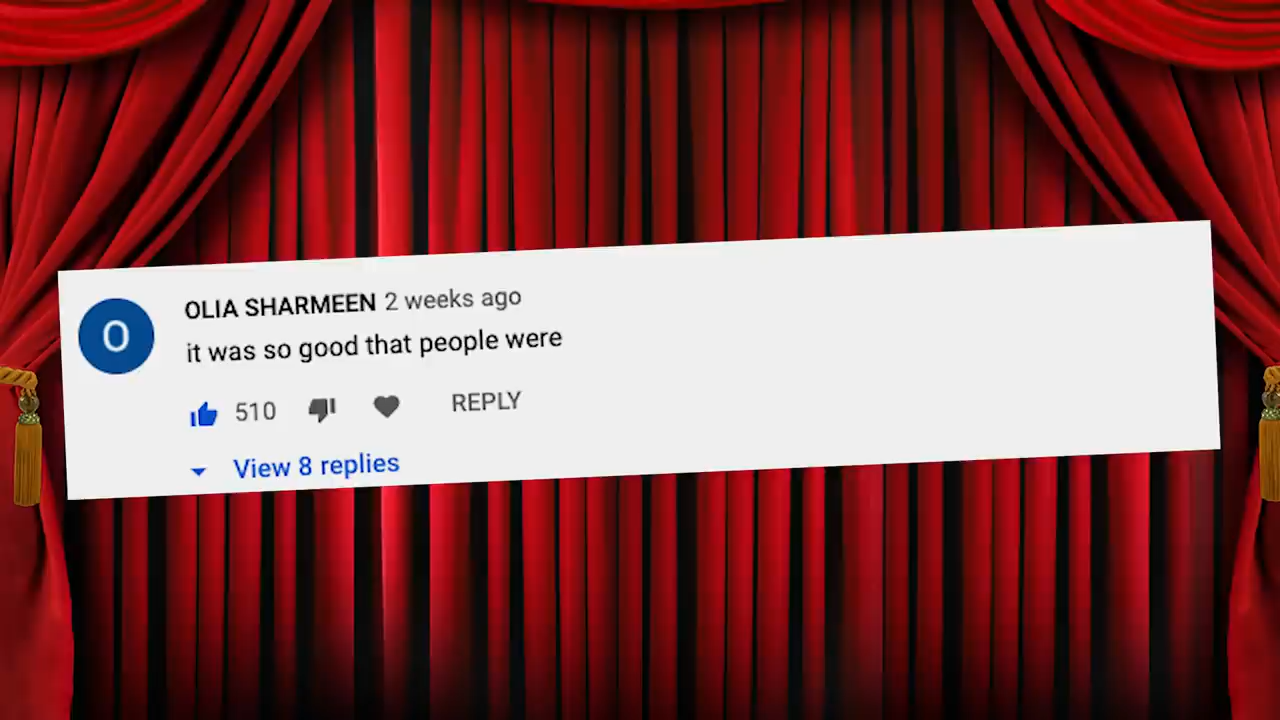 O
OLIA SHARMEEN 2 weeks ago
it was so good that people were
510 REPLY
View 8 replies